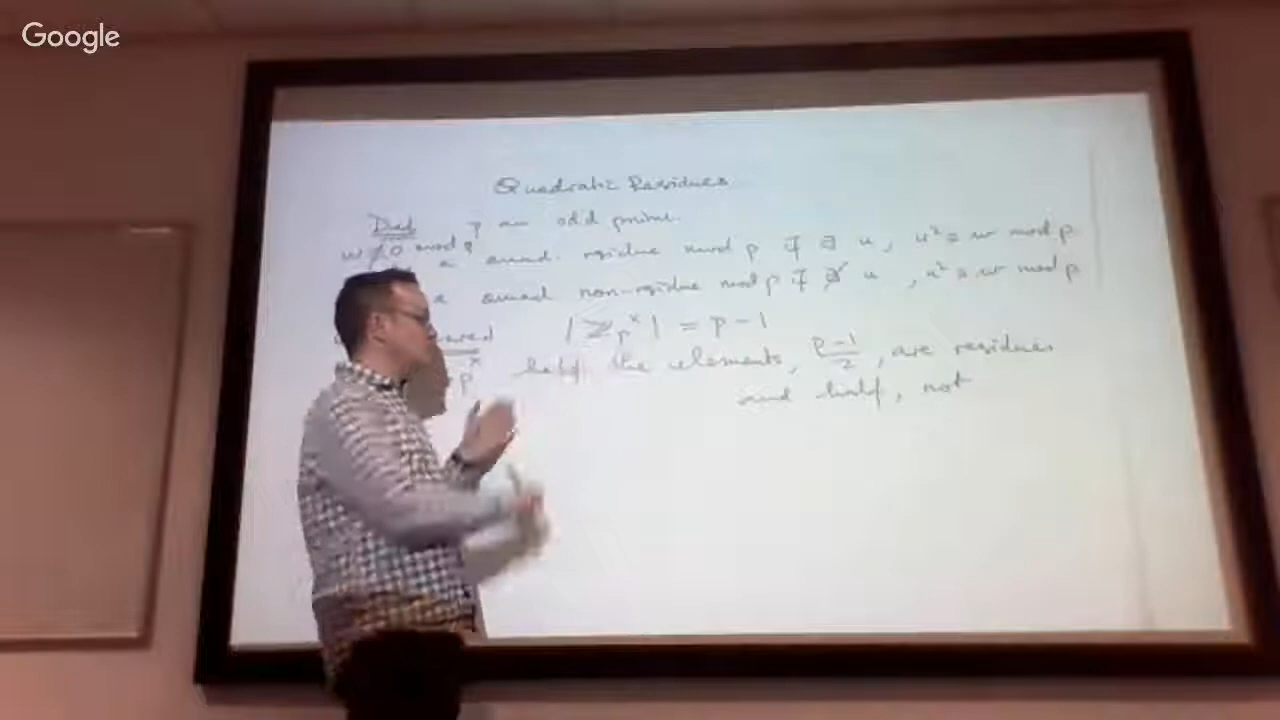 Google
Quadratic Residues
Def p an odd prime.
w ≢ 0 mod p
a quad. residue mod p if ∃ u, u² ≡ w mod p
a quad non-residue mod p if ∄ u, u² ≡ w mod p
|ℤₚˣ| = p-1
half the elements, (p-1)/2, are residues
and half, not